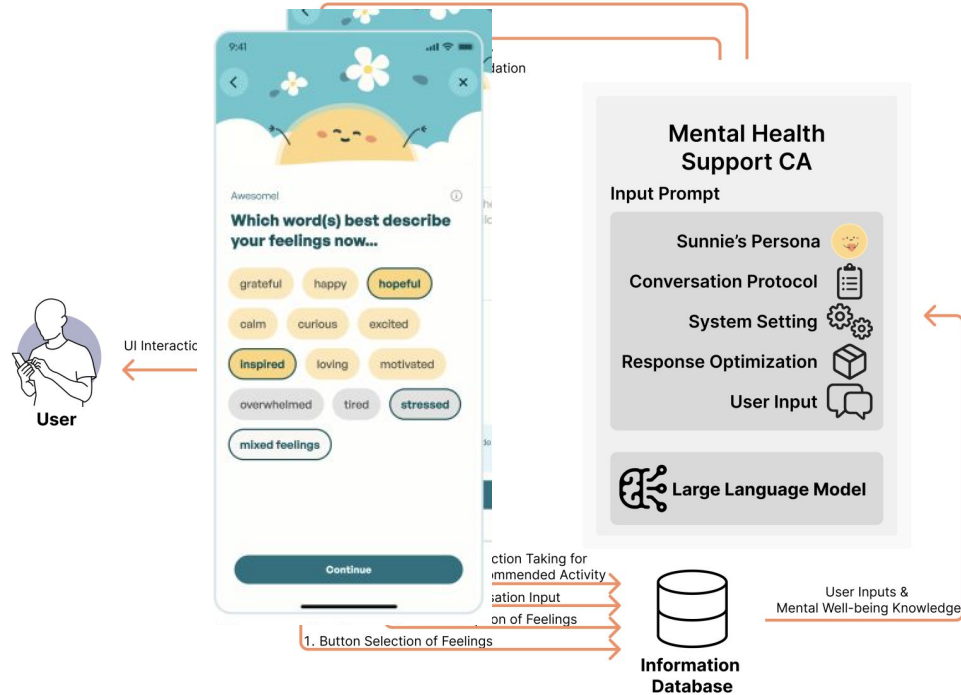 9:41
Awesome!
Which word(s) best describe
your feelings now...
grateful
happy
hopeful
calm
curious
excited
inspired
loving
motivated
overwhelmed
tired
stressed
mixed feelings
Continue
User
Mental Health
Support CA
Input Prompt
Sunnie's Persona
Conversation Protocol
System Setting
Response Optimization
User Input
Large Language Model
UI Interactio
dation
ction Taking for
ommended Activity
sation Input
on of Feelings
1. Button Selection of Feelings
Information
Database
User Inputs &
Mental Well-being Knowledge